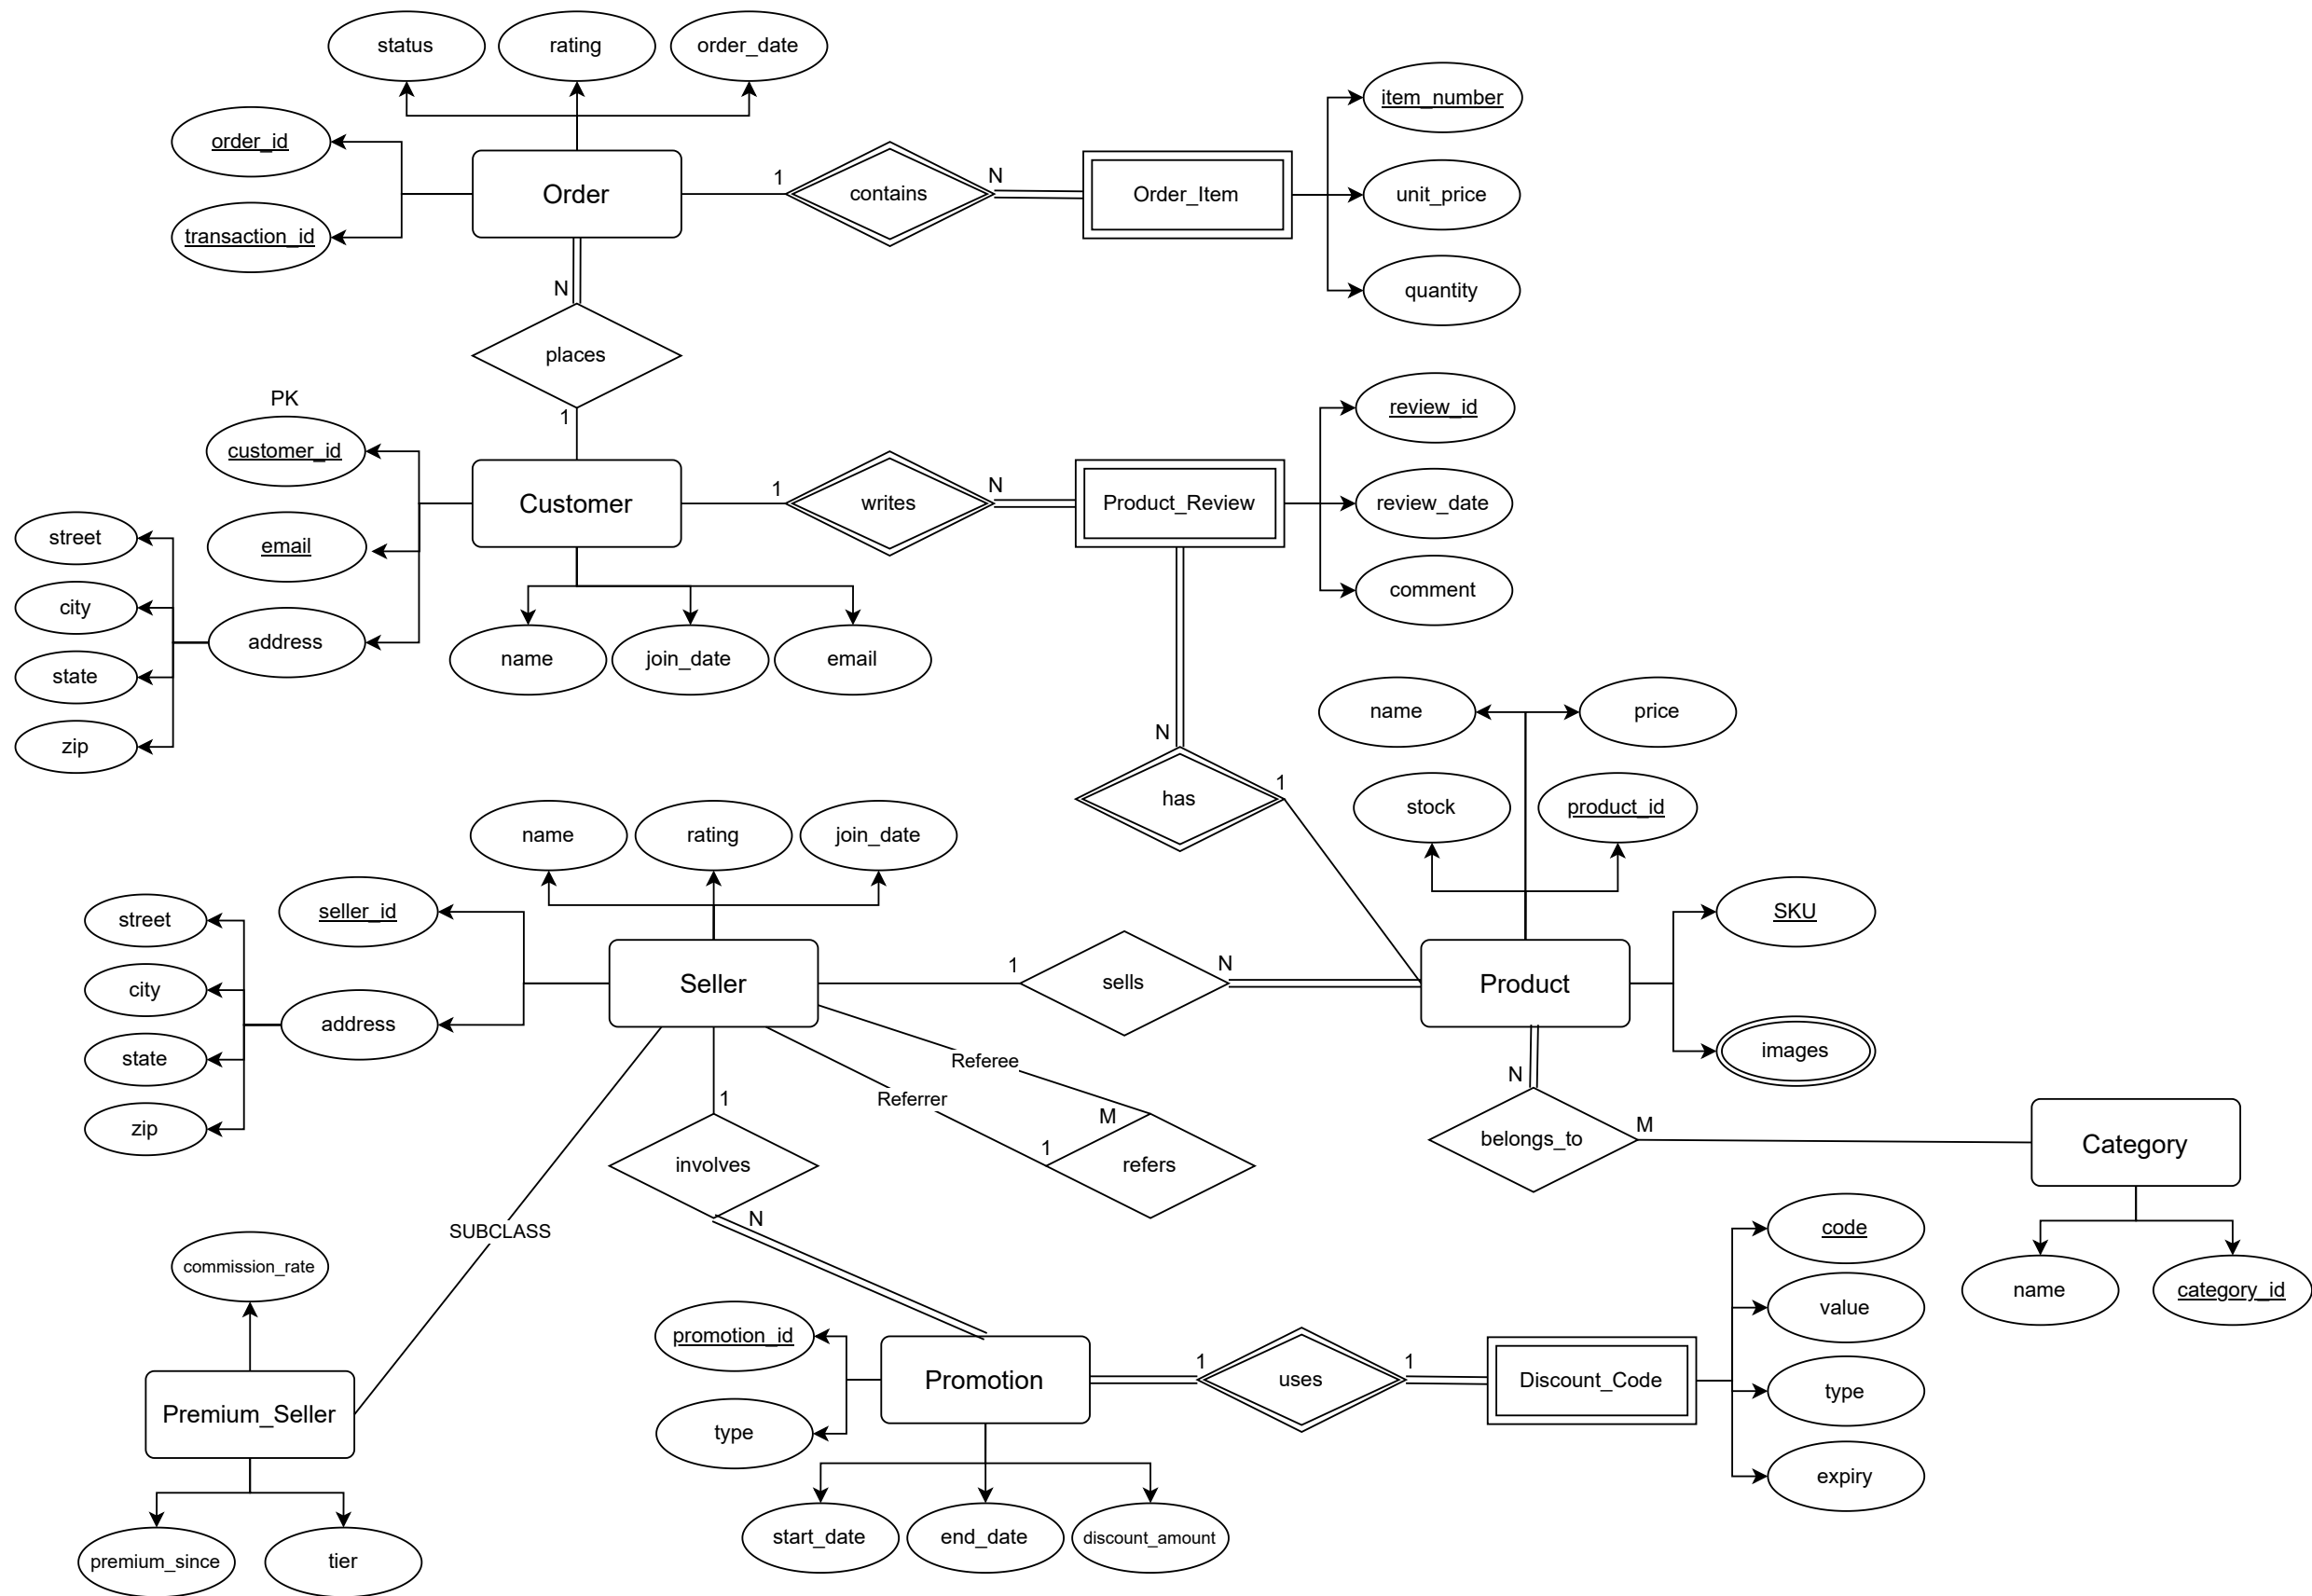 status
rating
order_date
order_id
transaction_id
Order
1
contains
N
Order_Item
item_number
unit_price
quantity
N
places
1
PK
customer_id
email
address
street
city
state
zip
Customer
name
join_date
email
1
writes
N
Product_Review
review_id
review_date
comment
N
has
1
name
price
stock
product_id
SKU
images
Product
name
rating
join_date
seller_id
address
street
city
state
zip
Seller
1
sells
N
Referee
Referrer
M
1
refers
1
involves
N
N
belongs_to
M
Category
name
category_id
SUBCLASS
commission_rate
Premium_Seller
premium_since
tier
promotion_id
type
Promotion
start_date
end_date
discount_amount
1
uses
1
Discount_Code
code
value
type
expiry